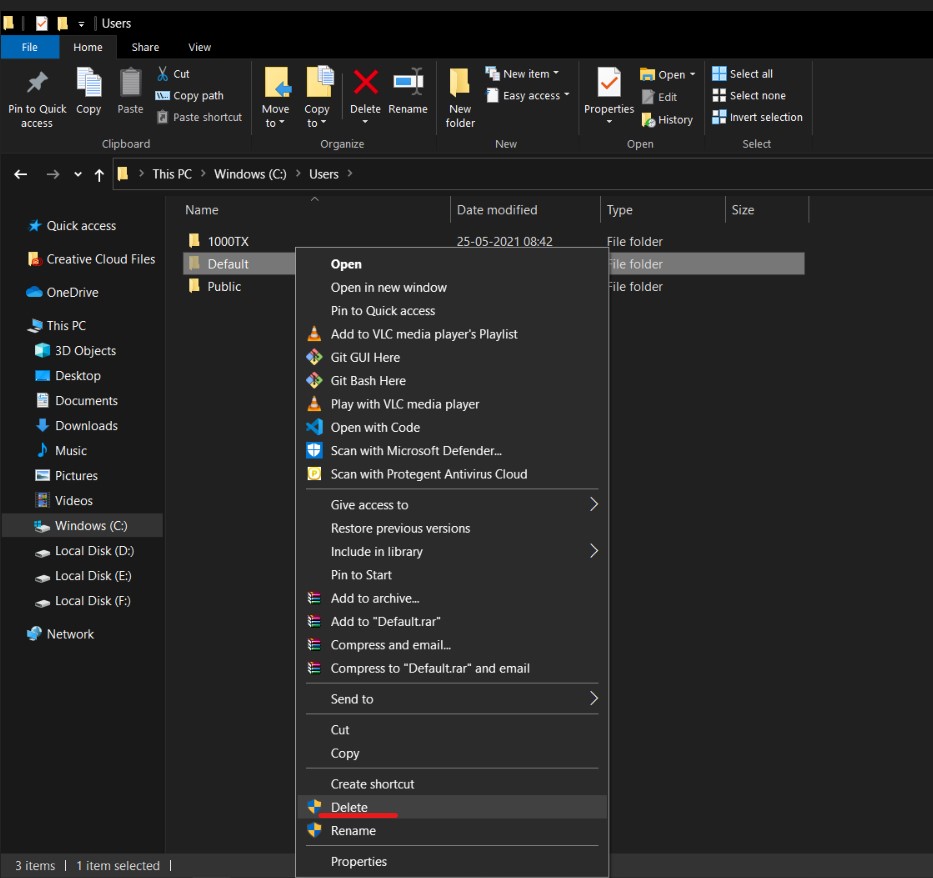 Users
File Home Share View
Pin to Quick access
Copy
Paste
Cut
Copy path
Paste shortcut
Clipboard
Move to
Copy to
Delete
Rename
Organize
New folder
New item
Easy access
New
Properties
Open
Edit
History
Open
Select all
Select none
Invert selection
Select
This PC > Windows (C:) > Users >
Name Date modified Type Size
Quick access
Creative Cloud Files
OneDrive
This PC
3D Objects
Desktop
Documents
Downloads
Music
Pictures
Videos
Windows (C:)
Local Disk (D:)
Local Disk (E:)
Local Disk (F:)
Network
1000TX 25-05-2021 08:42 File folder
Default File folder
Public File folder
Open
Open in new window
Pin to Quick access
Add to VLC media player's Playlist
Git GUI Here
Git Bash Here
Play with VLC media player
Open with Code
Scan with Microsoft Defender...
Scan with Protegent Antivirus Cloud
Give access to
Restore previous versions
Include in library
Pin to Start
Add to archive...
Add to "Default.rar"
Compress and email...
Compress to "Default.rar" and email
Send to
Cut
Copy
Create shortcut
Delete
Rename
Properties
3 items 1 item selected